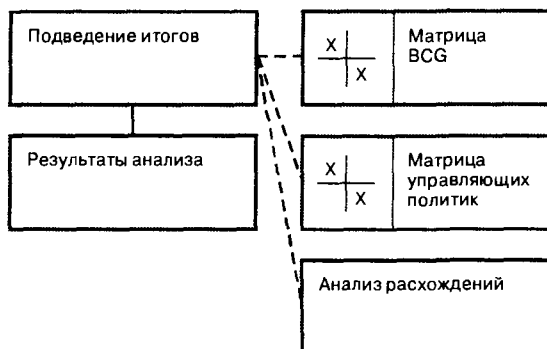 Подведение итогов
Результаты анализа
X
X
Матрица
BCG
X
X
Матрица
управляющих
политик
Анализ расхождений